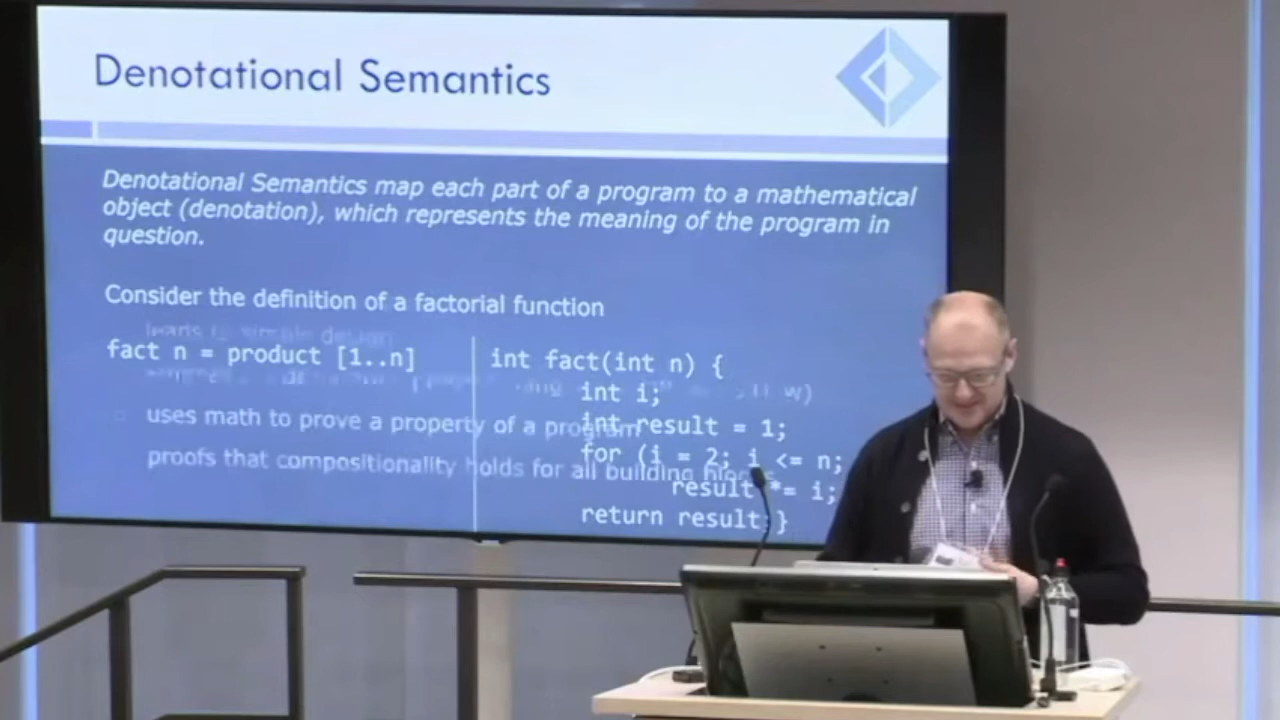 Denotational Semantics
Denotational Semantics map each part of a program to a mathematical
object (denotation), which represents the meaning of the program in
question.
Consider the definition of a factorial function
fact n = product [1..n]
int fact(int n) {
int i;
int result = 1;
for (i = 2; i <= n;
result *= i;
return result;}
uses math to prove a property of a program
proofs that compositionality holds for all building blocks